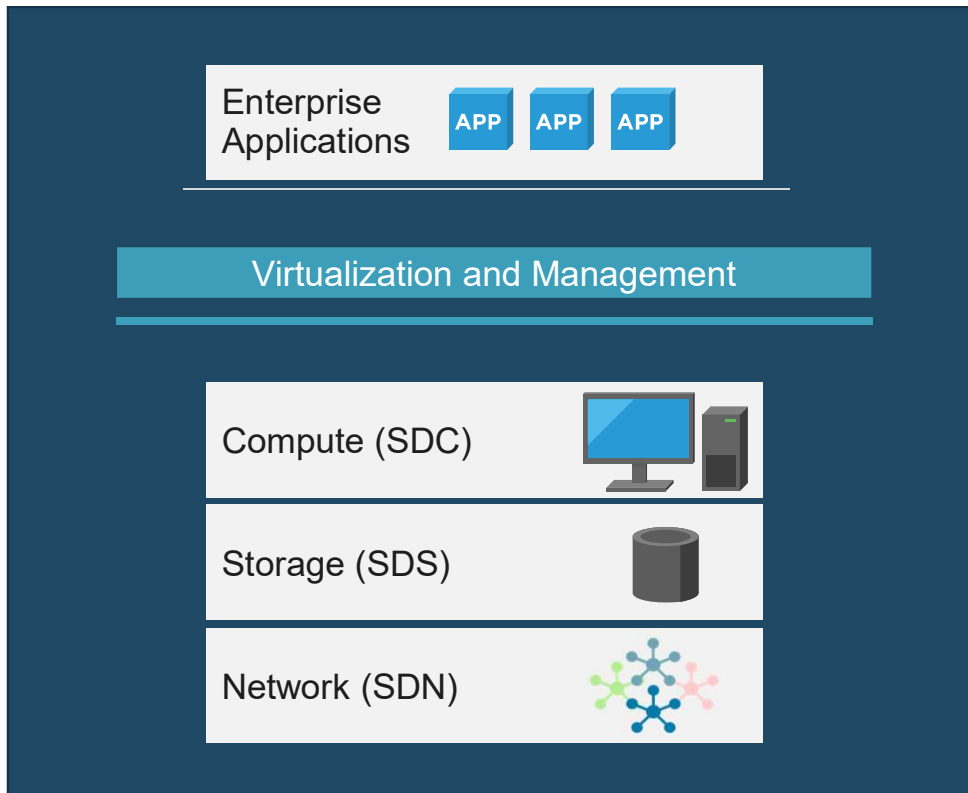 Enterprise
Applications
APP APP APP
Virtualization and Management
Compute (SDC)
Storage (SDS)
Network (SDN)